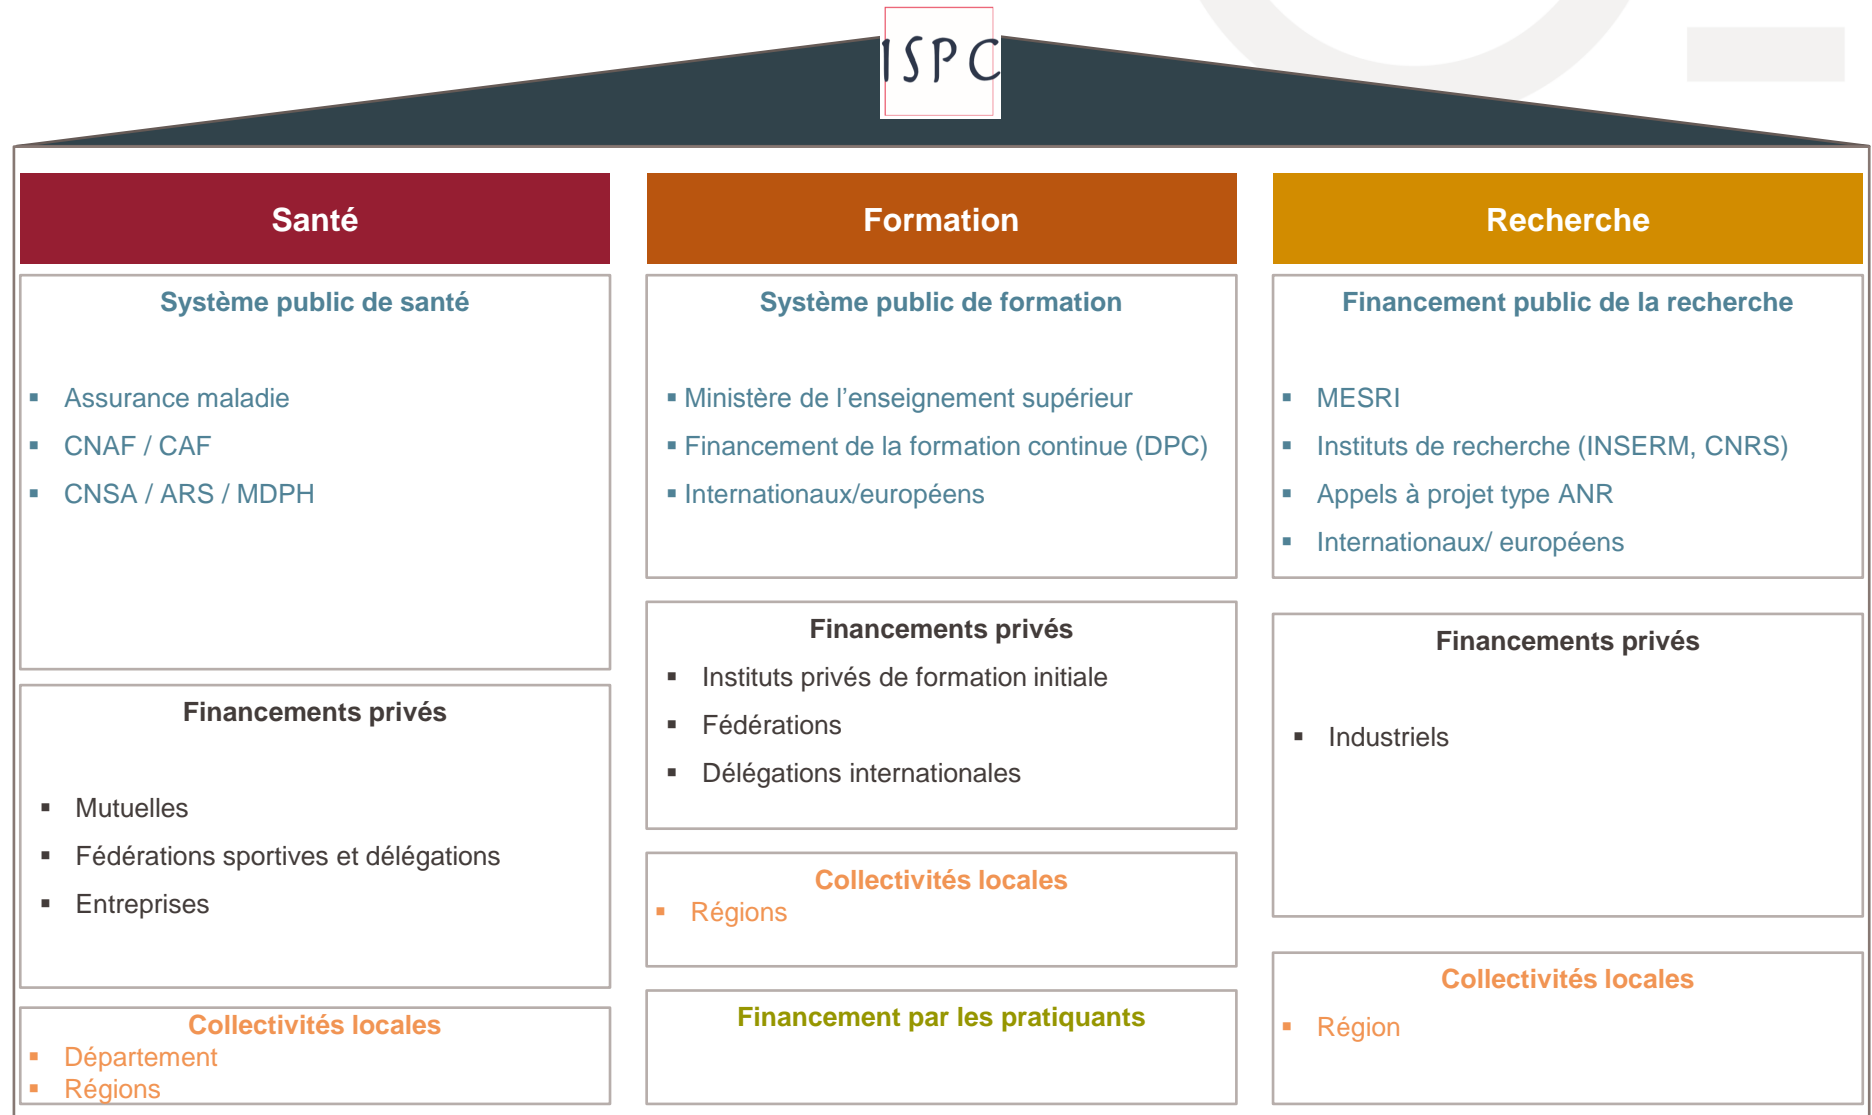 ISPC
Santé
Système public de santé
▪ Assurance maladie
▪ CNAF / CAF
▪ CNSA / ARS / MDPH
Financements privés
▪ Mutuelles
▪ Fédérations sportives et délégations
▪ Entreprises
Collectivités locales
▪ Département
▪ Régions
Formation
Système public de formation
▪ Ministère de l’enseignement supérieur
▪ Financement de la formation continue (DPC)
▪ Internationaux/européens
Financements privés
▪ Instituts privés de formation initiale
▪ Fédérations
▪ Délégations internationales
Collectivités locales
▪ Régions
Financement par les pratiquants
Recherche
Financement public de la recherche
▪ MESRI
▪ Instituts de recherche (INSERM, CNRS)
▪ Appels à projet type ANR
▪ Internationaux/ européens
Financements privés
▪ Industriels
Collectivités locales
▪ Région